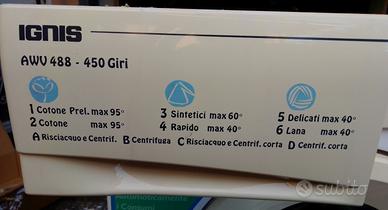 IGNIS
AWV 488 - 450 Giri
1 Cotone Prel. max 95°
2 Cotone max 95°
3 Sintetici max 60°
4 Rapido max 40°
5 Delicati max 40°
6 Lana max 40°
A Risciacquo e Centrif. B Centrifuga C Risciacquo e Centrif. corta D Centrif. corta
Automaticamente
i Consumi
subito